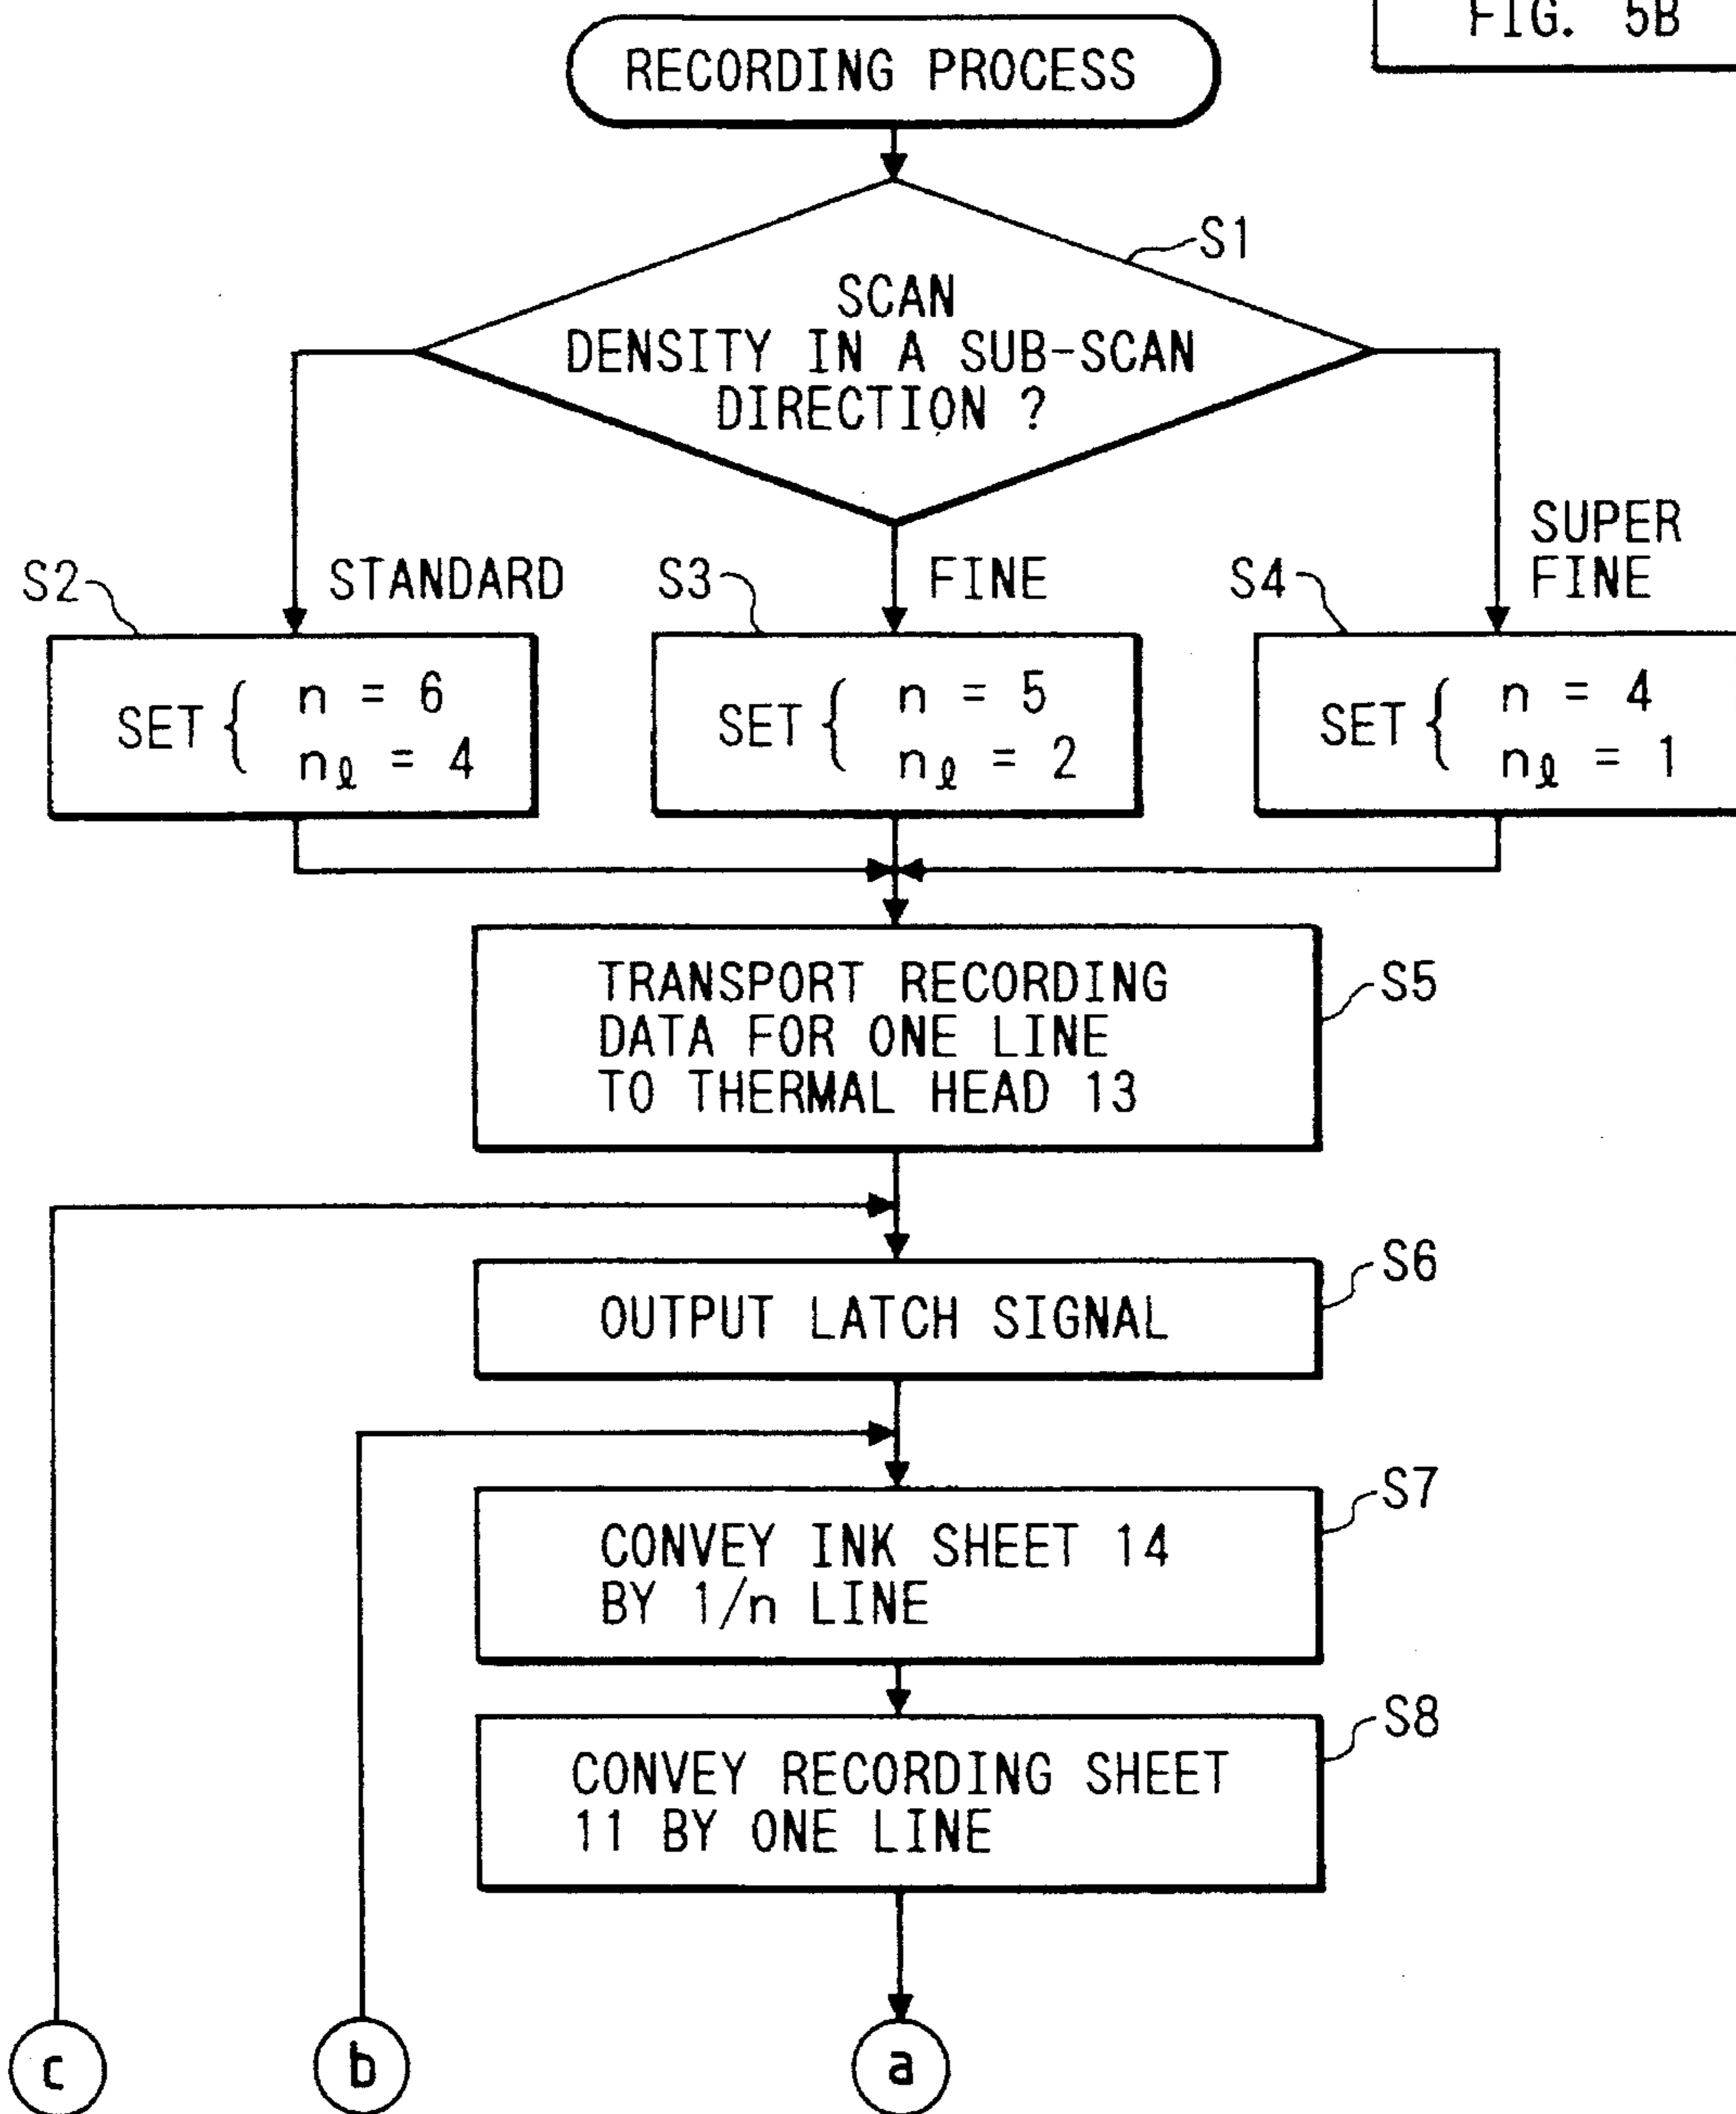 FIG. 5B
RECORDING PROCESS
S1
SCAN
DENSITY IN A SUB-SCAN
DIRECTION ?
STANDARD
FINE
SUPER
FINE
S2
SET { n = 6
nℓ = 4
S3
SET { n = 5
nℓ = 2
S4
SET { n = 4
nℓ = 1
TRANSPORT RECORDING
DATA FOR ONE LINE
TO THERMAL HEAD 13
S5
OUTPUT LATCH SIGNAL
S6
CONVEY INK SHEET 14
BY 1/n LINE
S7
CONVEY RECORDING SHEET
11 BY ONE LINE
S8
c
b
a